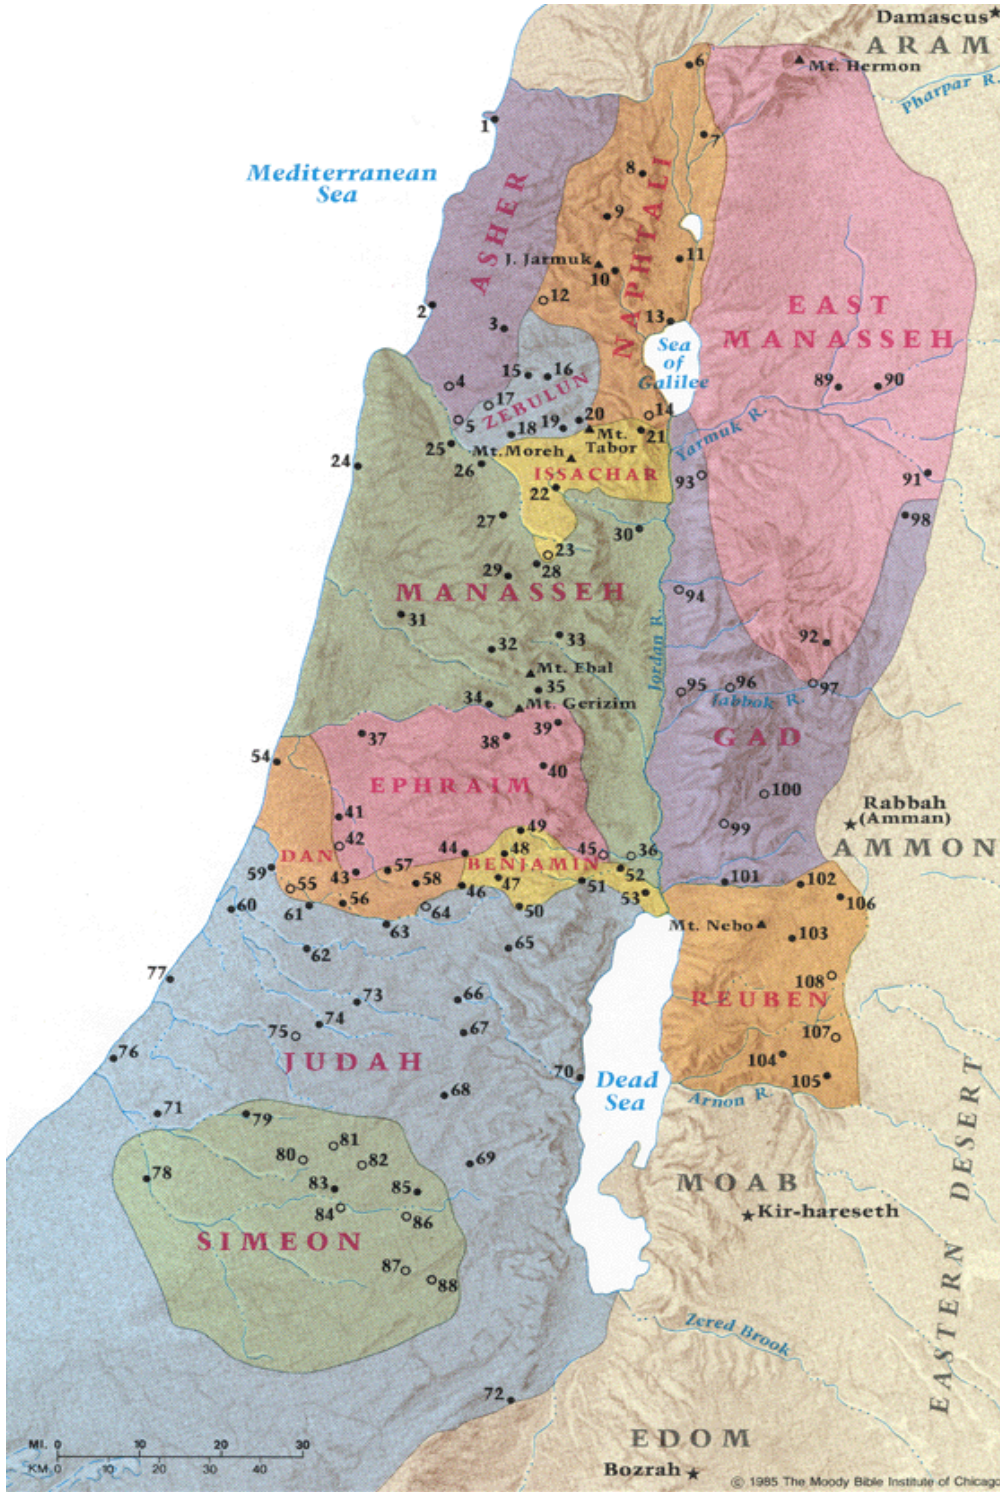 Damascus
ARAM
Mt. Hermon
Pharpar R.
6
1
7
Mediterranean
Sea
8
ASHER
NAPHTALI
9
J. Jarmuk
10
11
12
2
3
13
EAST
MANASSEH
Sea
of
Galilee
15
16
4
17
ZEBULUN
89
90
5
18
19
20
14
Mt.
Tabor
21
Yarmuk R.
25
Mt. Moreh
24
26
ISSACHAR
22
93
91
27
30
98
23
28
29
MANASSEH
94
31
32
33
Jordan R.
92
Mt. Ebal
35
34
Mt. Gerizim
95
96
97
Jabbok R.
37
38
39
GAD
54
40
EPHRAIM
100
Rabbah
(Amman)
41
42
49
99
AMMON
DAN
44
48
45
36
BENJAMIN
59
43
57
58
47
52
101
102
55
56
46
51
53
106
60
61
64
50
63
Mt. Nebo
103
62
65
77
108
73
66
REUBEN
74
75
67
107
76
JUDAH
104
70
Dead
Sea
105
68
Arnon R.
71
79
81
80
82
69
78
83
85
MOAB
84
86
Kir-hareseth
SIMEON
87
88
EASTERN DESERT
Zered Brook
72
EDOM
MI. 0 10 20 30
KM 0 10 20 30 40
Bozrah
© 1985 The Moody Bible Institute of Chicago